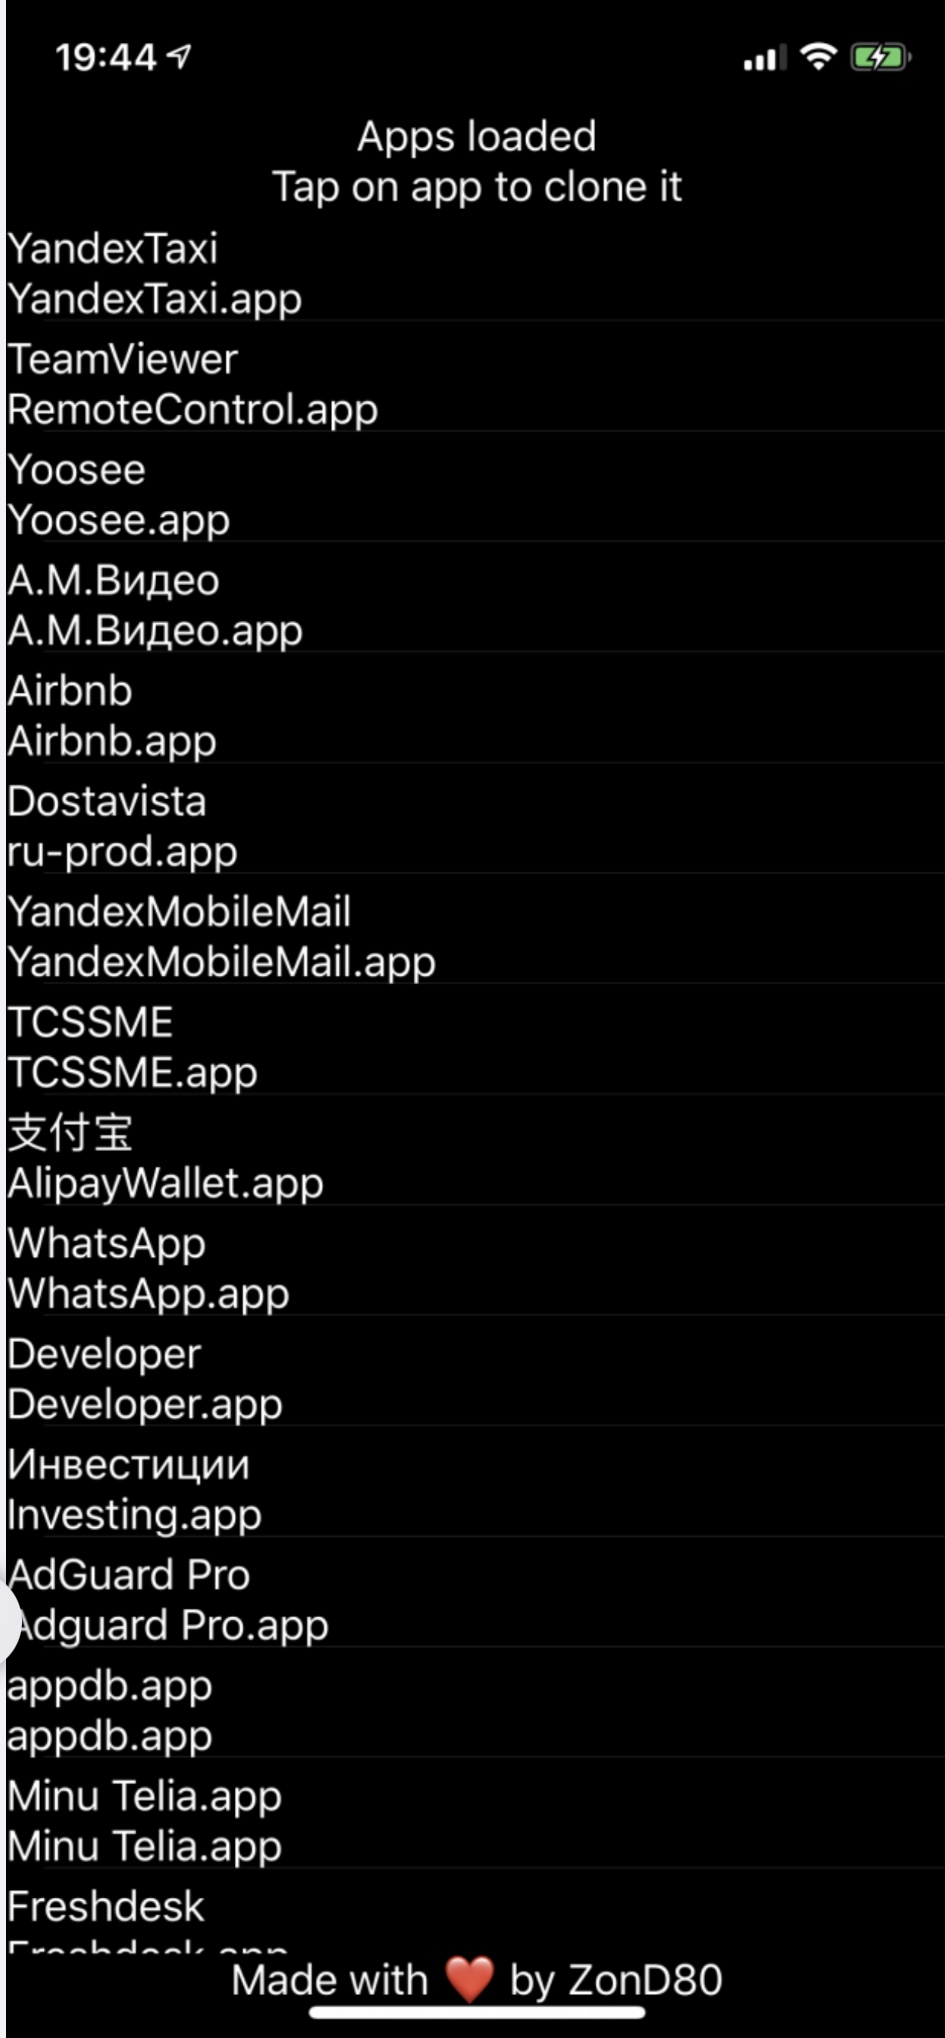 19:44
Apps loaded
Tap on app to clone it
YandexTaxi
YandexTaxi.app
TeamViewer
RemoteControl.app
Yoosee
Yoosee.app
А.М.Видео
А.М.Видео.app
Airbnb
Airbnb.app
Dostavista
ru-prod.app
YandexMobileMail
YandexMobileMail.app
TCSSME
TCSSME.app
支付宝
AlipayWallet.app
WhatsApp
WhatsApp.app
Developer
Developer.app
Инвестиции
Investing.app
AdGuard Pro
Adguard Pro.app
appdb.app
appdb.app
Minu Telia.app
Minu Telia.app
Freshdesk
Freshdesk.app
Made with ❤️ by ZonD80